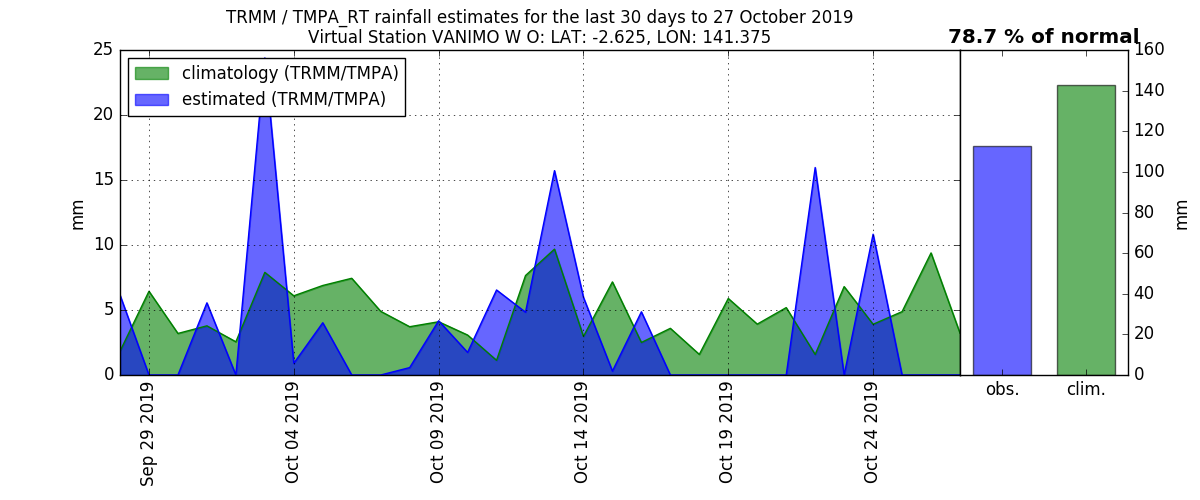 TRMM / TMPA_RT rainfall estimates for the last 30 days to 27 October 2019
Virtual Station VANIMO W O: LAT: -2.625, LON: 141.375
78.7 % of normal
climatology (TRMM/TMPA)
estimated (TRMM/TMPA)
25
20
15
10
5
0
mm
Sep 29 2019
Oct 04 2019
Oct 09 2019
Oct 14 2019
Oct 19 2019
Oct 24 2019
obs.
clim.
160
140
120
100
80
60
40
20
0
mm